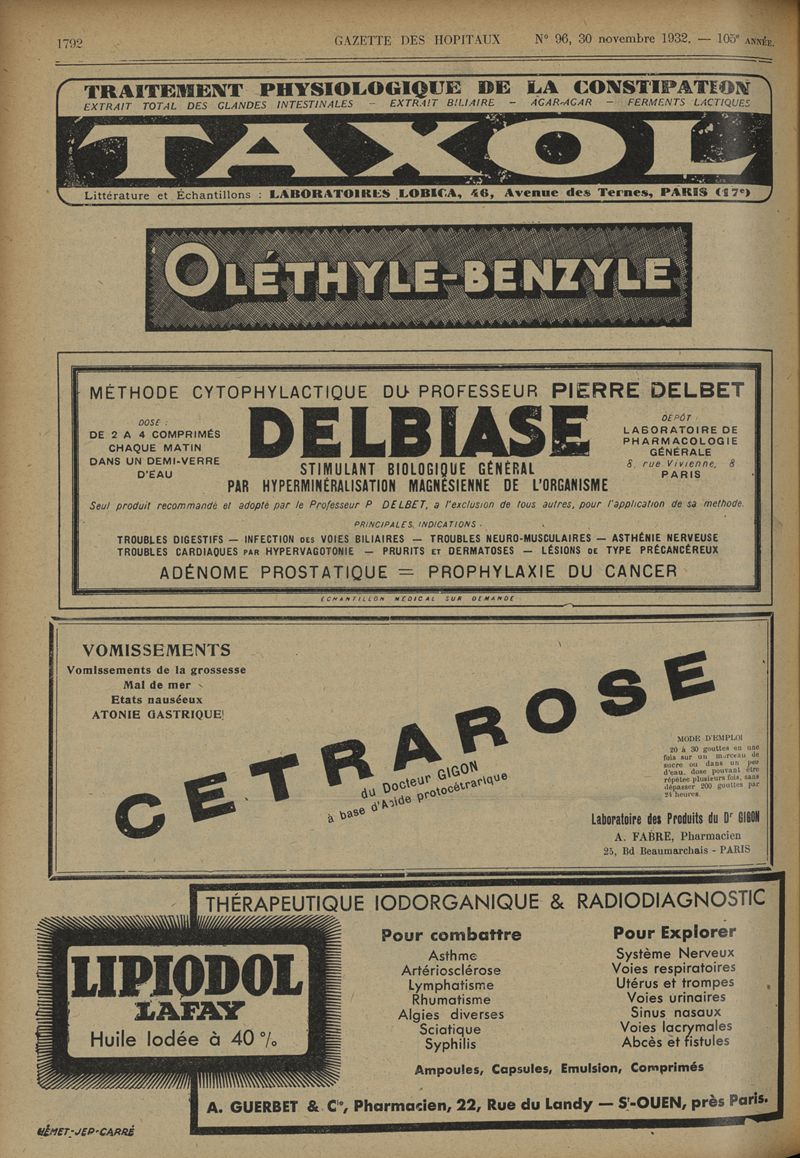 1792
GAZETTE DES HOPITAUX
N° 96, 30 novembre 1932. — 105e ANNÉE.
TRAITEMENT PHYSIOLOGIQUE DE LA CONSTIPATION
EXTRAIT TOTAL DES GLANDES INTESTINALES — EXTRAIT BILIAIRE — AGAR-AGAR — FERMENTS LACTIQUES
TAXOL
Littérature et Échantillons : LABORATOIRES LOBICA, 46, Avenue des Ternes, PARIS (17e)
OLÉTHYLE-BENZYLE
MÉTHODE CYTOPHYLACTIQUE DU PROFESSEUR PIERRE DELBET
DOSE :
DE 2 A 4 COMPRIMÉS
CHAQUE MATIN
DANS UN DEMI-VERRE
D'EAU
DELBIASE
STIMULANT BIOLOGIQUE GÉNÉRAL
PAR HYPERMINÉRALISATION MAGNÉSIENNE DE L'ORGANISME
DÉPÔT :
LABORATOIRE DE
PHARMACOLOGIE
GÉNÉRALE
8, rue Vivienne, 8
PARIS
Seul produit recommandé et adopté par le Professeur P DELBET, a l'exclusion de tous autres, pour l'application de sa methode.
PRINCIPALES INDICATIONS :
TROUBLES DIGESTIFS — INFECTION DES VOIES BILIAIRES — TROUBLES NEURO-MUSCULAIRES — ASTHÉNIE NERVEUSE
TROUBLES CARDIAQUES PAR HYPERVAGOTONIE — PRURITS ET DERMATOSES — LÉSIONS DE TYPE PRÉCANCÉREUX
ADÉNOME PROSTATIQUE = PROPHYLAXIE DU CANCER
ÉCHANTILLON MÉDICAL SUR DEMANDE
VOMISSEMENTS
Vomissements de la grossesse
Mal de mer
Etats nauséeux
ATONIE GASTRIQUE
CETRAROSE
du Docteur GIGON
à base d'Acide protocétrarique
MODE D'EMPLOI
20 à 30 gouttes en une
fois sur un morceau de
sucre ou dans un peu
d'eau, dose pouvant être
répétée plusieurs fois, sans
dépasser 200 gouttes par
24 heures.
Laboratoire des Produits du Dr GIGON
A. FABRE, Pharmacien
25, Bd Beaumarchais - PARIS
THÉRAPEUTIQUE IODORGANIQUE & RADIODIAGNOSTIC
LIPIODOL
LAFAY
Huile Iodée à 40 %
Pour combattre
Asthme
Artériosclérose
Lymphatisme
Rhumatisme
Algies diverses
Sciatique
Syphilis
Pour Explorer
Système Nerveux
Voies respiratoires
Utérus et trompes
Voies urinaires
Sinus nasaux
Voies lacrymales
Abcès et fistules
Ampoules, Capsules, Emulsion, Comprimés
A. GUERBET & Cie, Pharmacien, 22, Rue du Landy — St-OUEN, près Paris.
NÉMET-JEP-CARRÉ